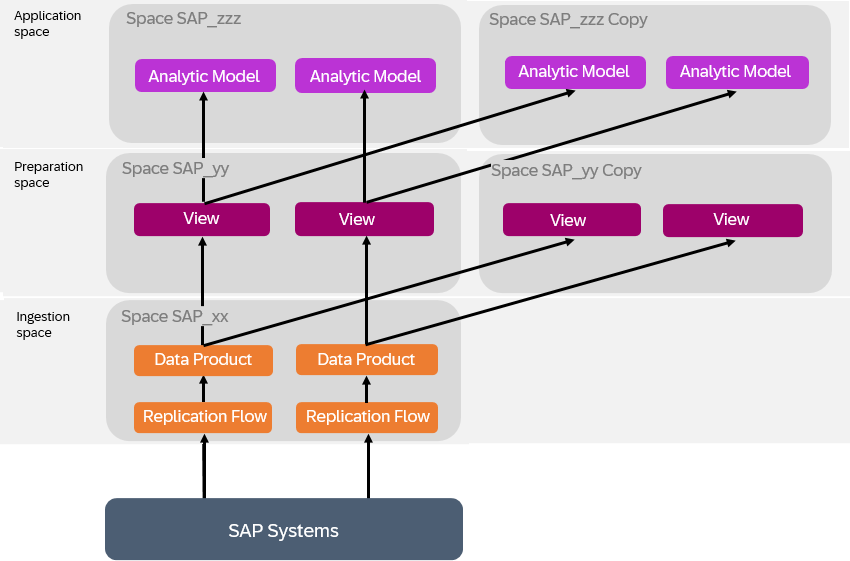 Application
space
Space SAP_zzz
Space SAP_zzz Copy
Analytic Model
Analytic Model
Analytic Model
Analytic Model
Preparation
space
Space SAP_yy
Space SAP_yy Copy
View
View
View
View
Ingestion
space
Space SAP_xx
Data Product
Data Product
Replication Flow
Replication Flow
SAP Systems